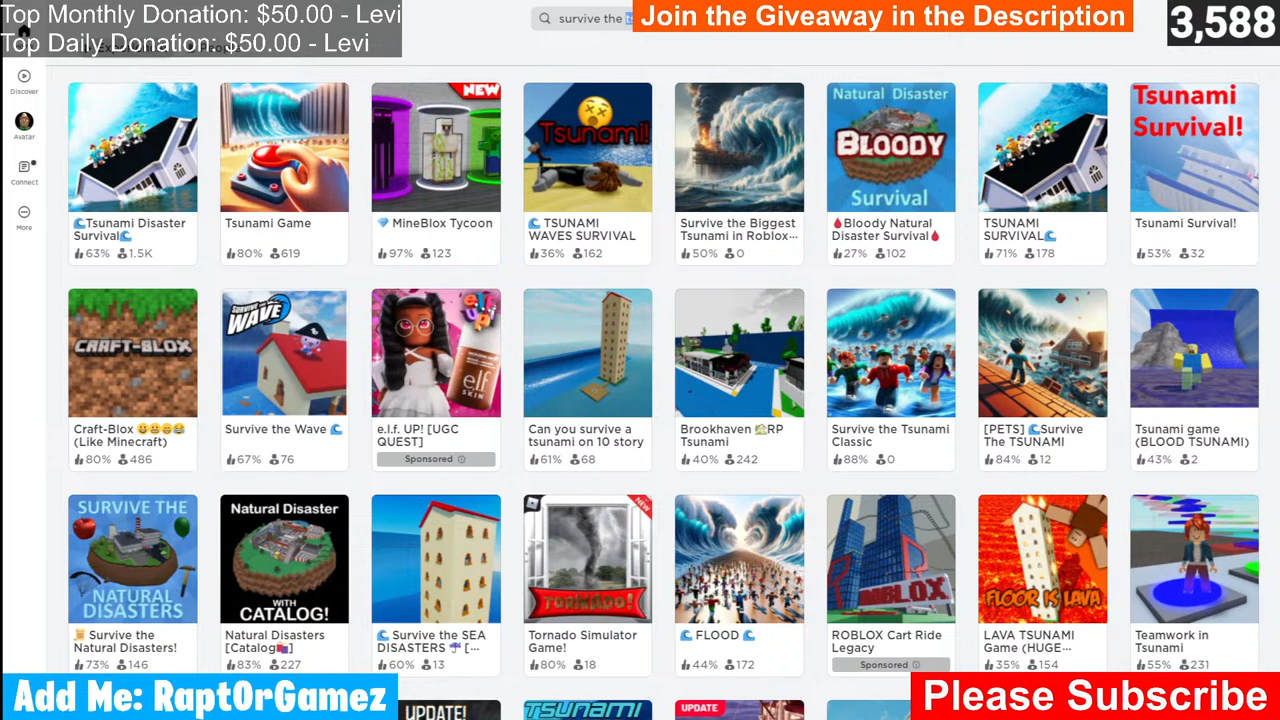 Top Monthly Donation: $50.00 - Levi
Top Daily Donation: $50.00 - Levi
survive the
Join the Giveaway in the Description
3,588
Discover
Avatar
Connect
More
Tsunami!
NEW
Natural Disaster
BLOODY
Survival
Tsunami
Survival!
🌊Tsunami Disaster
Survival🌊
63% 1.5K
Tsunami Game
80% 619
💎 MineBlox Tycoon
97% 123
🌊 TSUNAMI
WAVES SURVIVAL
36% 162
Survive the Biggest
Tsunami in Roblox...
50% 0
🩸Bloody Natural
Disaster Survival🩸
27% 102
TSUNAMI
SURVIVAL🌊
71% 178
Tsunami Survival!
53% 32
CRAFT-BLOX
SURVIVE THE
WAVE
e.l.f. UP!
elf
SKIN
Craft-Blox 😛😐😑😂
(Like Minecraft)
80% 486
Survive the Wave 🌊
67% 76
e.l.f. UP! [UGC
QUEST]
Sponsored
Can you survive a
tsunami on 10 story
61% 68
Brookhaven 🏡RP
Tsunami
40% 242
Survive the Tsunami
Classic
88% 0
[PETS] 🌊Survive
The TSUNAMI
84% 12
Tsunami game
(BLOOD TSUNAMI)
43% 2
SURVIVE THE
NATURAL
DISASTERS
Natural Disaster
WITH
CATALOG!
NEW
TORNADO!
ROBLOX
FLOOR IS LAVA
📜 Survive the
Natural Disasters!
73% 146
Natural Disasters
[Catalog🛍️]
83% 227
🌊 Survive the SEA
DISASTERS ☔ [...
60% 13
Tornado Simulator
Game!
80% 18
🌊 FLOOD 🌊
44% 172
ROBLOX Cart Ride
Legacy
Sponsored
LAVA TSUNAMI
Game (HUGE...
35% 154
Teamwork in
Tsunami
55% 231
Add Me: Rapt0rGamez
UPDATE!
TSUNAMI
UPDATE
Please Subscribe